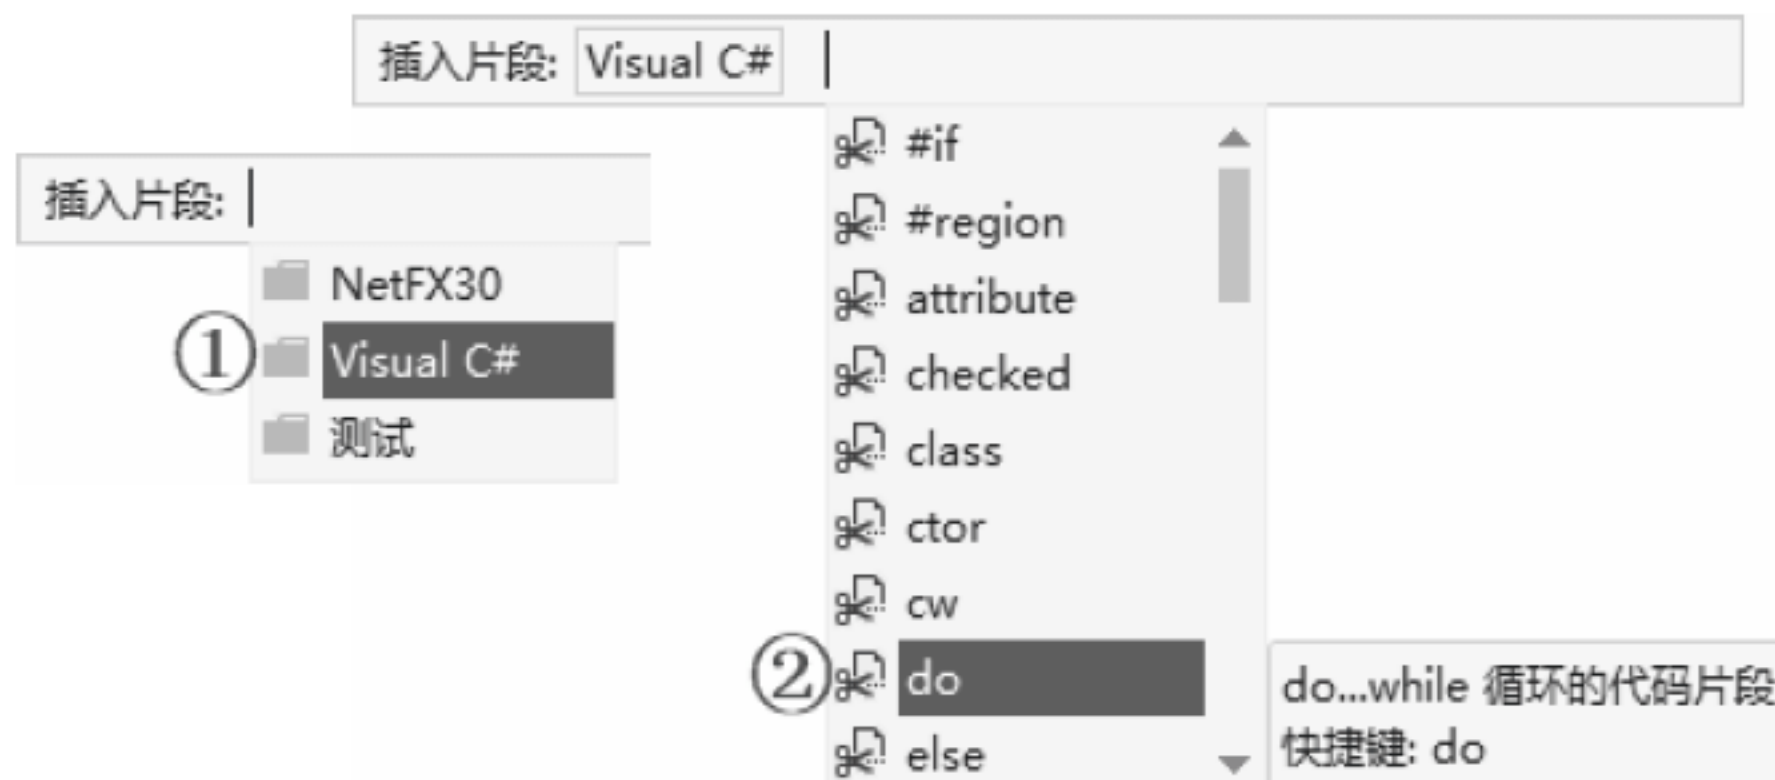 插入片段:
NetFX30
① Visual C#
测试
插入片段: Visual C#
#if
#region
attribute
checked
class
ctor
cw
② do
else
do...while 循环的代码片段
快捷键: do